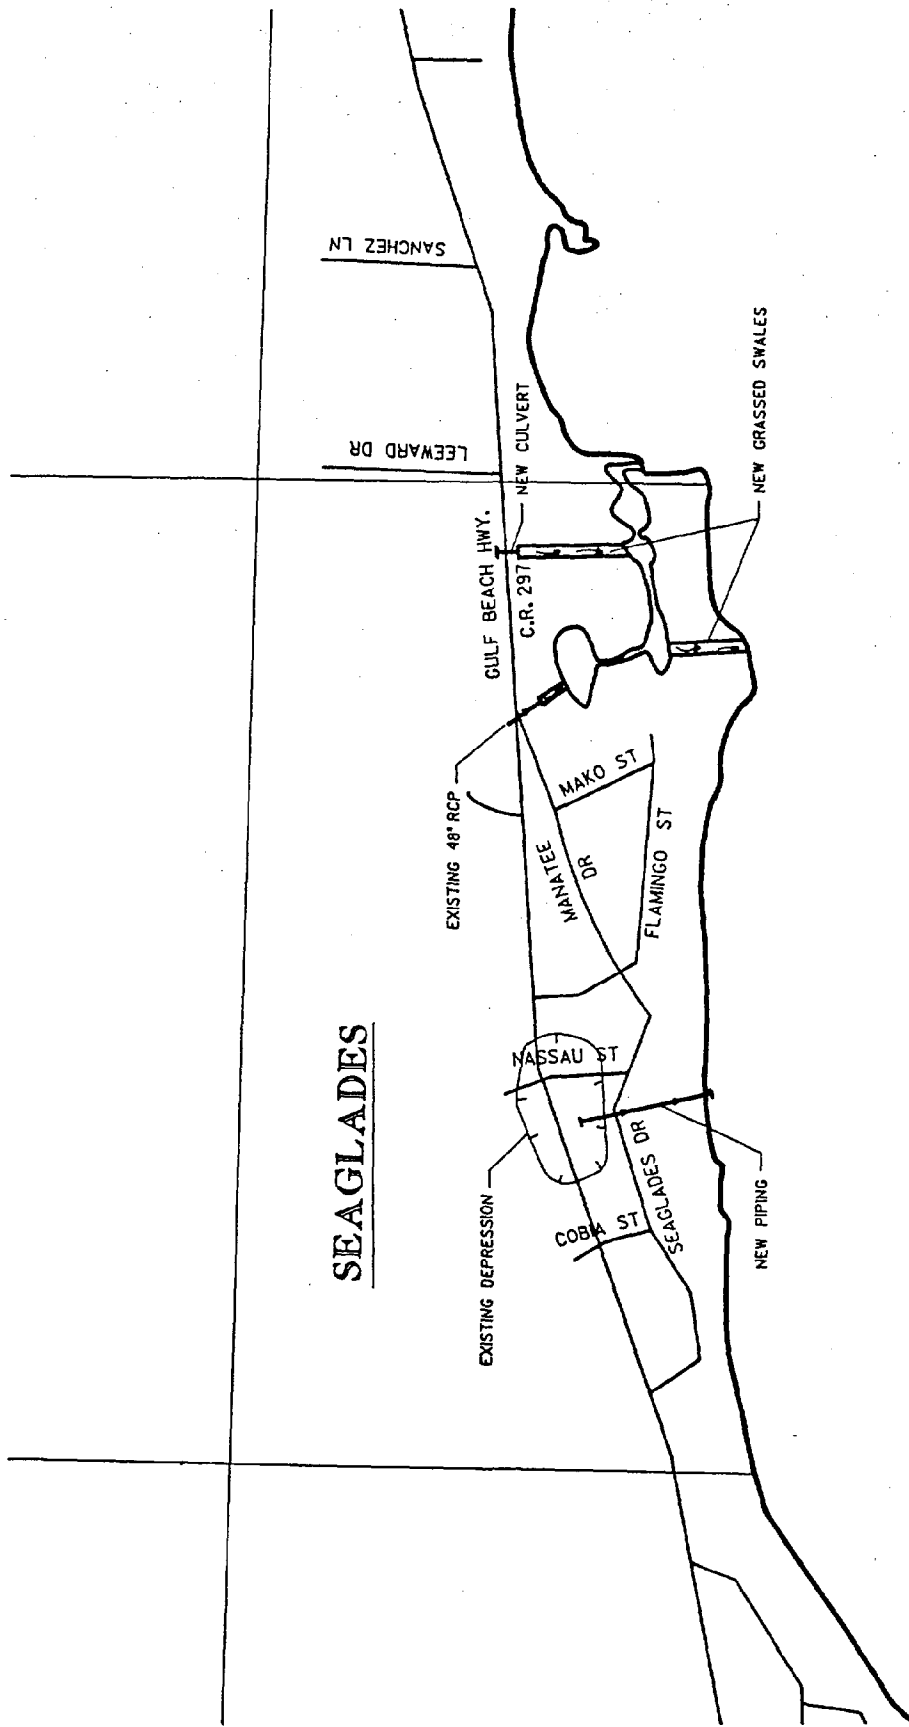 SEAGLADES
SANCHEZ LN
LEEWARD DR
GULF BEACH HWY.
C.R. 297
NEW CULVERT
NEW GRASSED SWALES
EXISTING 48" RCP
MAKO ST
MANATEE
DR
FLAMINGO ST
NASSAU ST
EXISTING DEPRESSION
COBIA ST
SEAGLADES DR
NEW PIPING